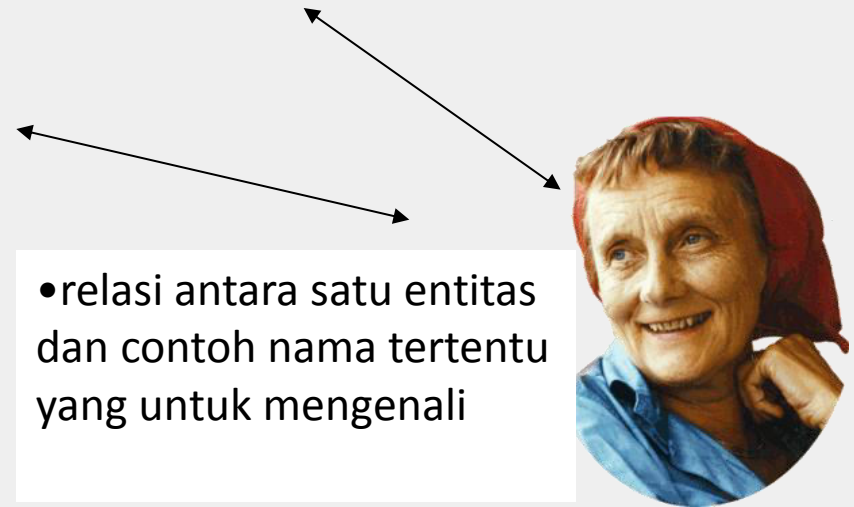 •relasi antara satu entitas
dan contoh nama tertentu
yang untuk mengenali